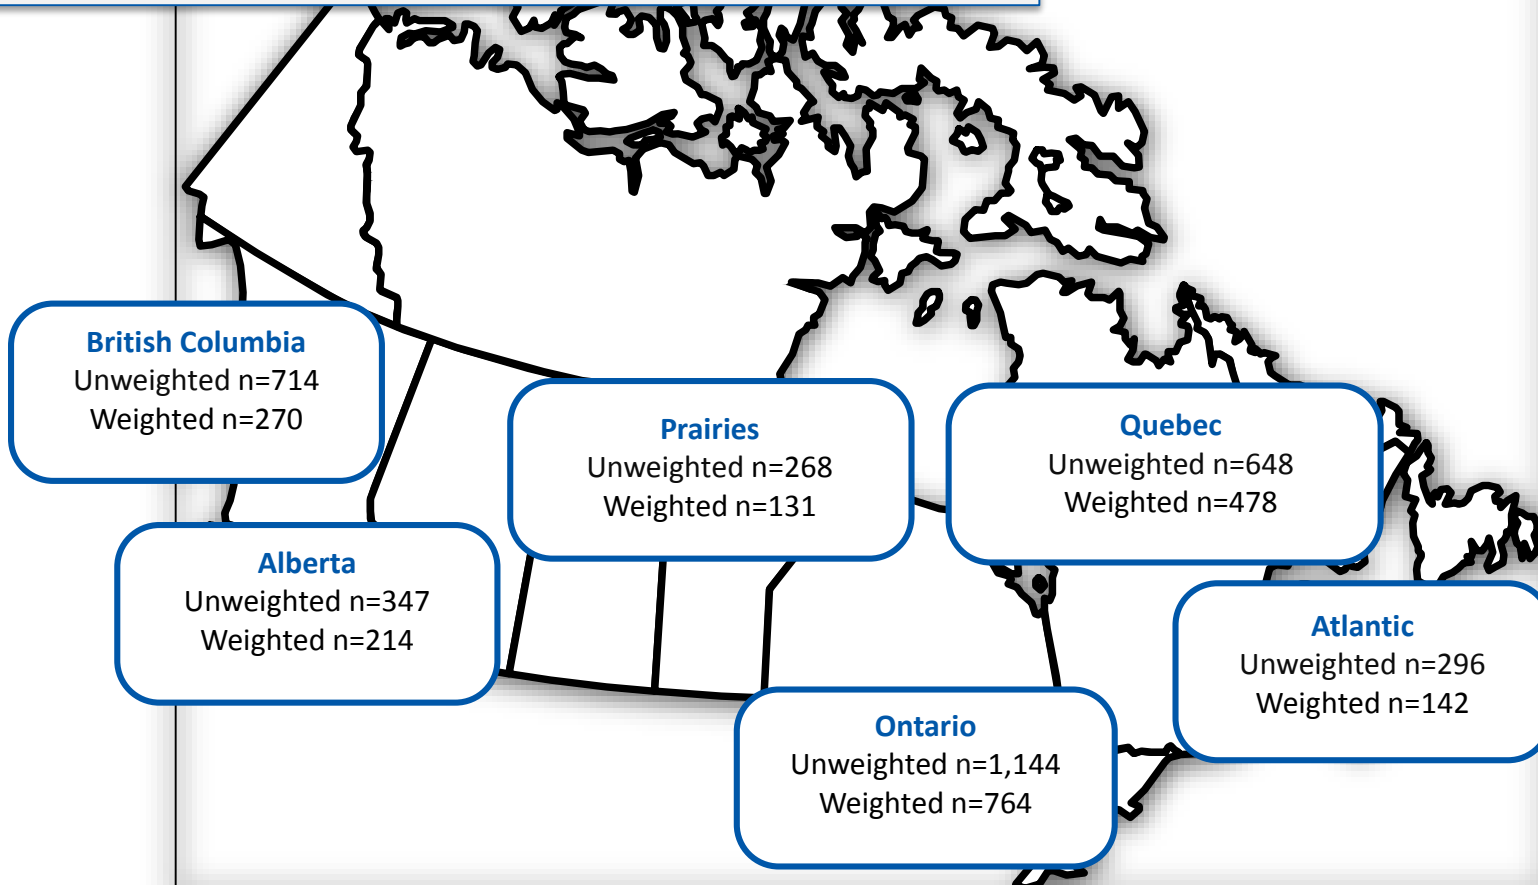 British Columbia
Unweighted n=714
Weighted n=270
Prairies
Unweighted n=268
Weighted n=131
Quebec
Unweighted n=648
Weighted n=478
Alberta
Unweighted n=347
Weighted n=214
Atlantic
Unweighted n=296
Weighted n=142
Ontario
Unweighted n=1,144
Weighted n=764